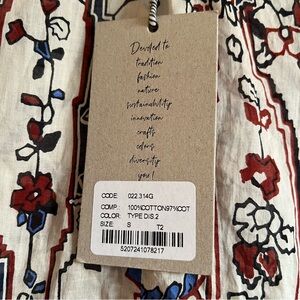 Devoted to
tradition
fashion
nature
sustainability
innovation
crafts
colors
diversity
you!
CODE: 022.314G
COMP.: 100%COTTON97%COT
COLOR: TYPE DIS.2
SIZE: S T2
5207241078217